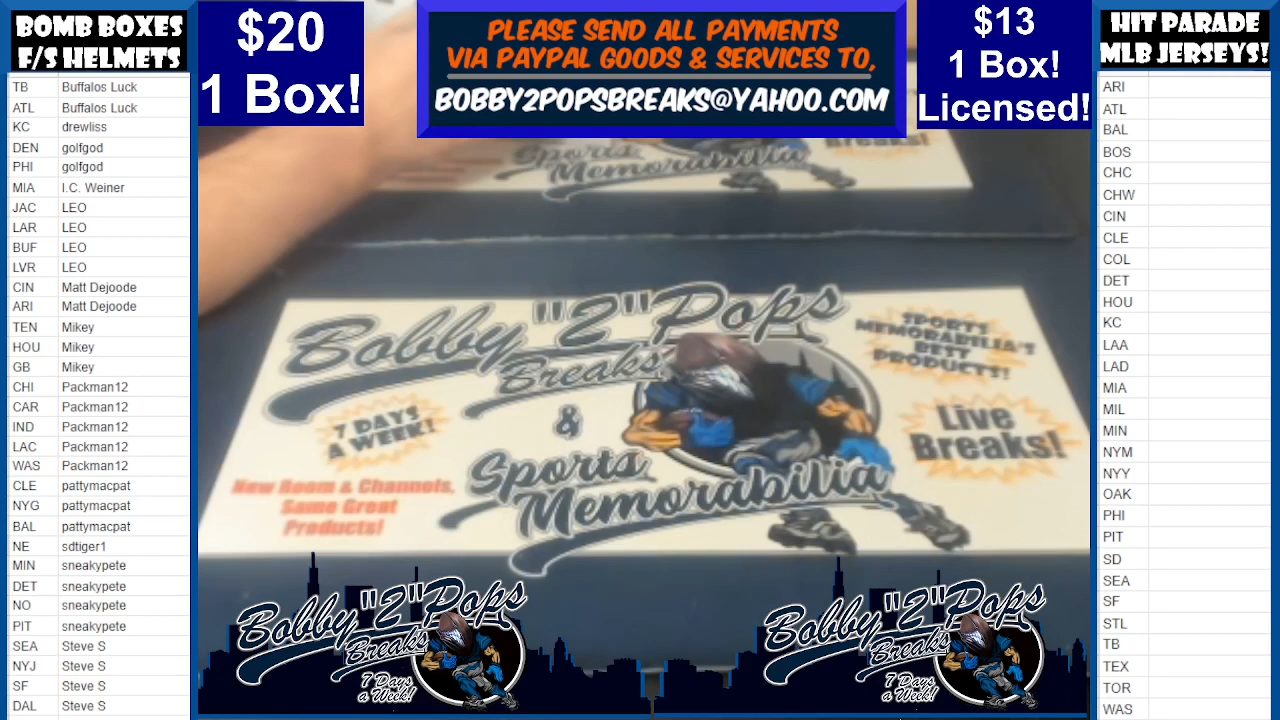 BOMB BOXES
F/S HELMETS
TB Buffalos Luck
ATL Buffalos Luck
KC drewliss
DEN golfgod
PHI golfgod
MIA I.C. Weiner
JAC LEO
LAR LEO
BUF LEO
LVR LEO
CIN Matt Dejoode
ARI Matt Dejoode
TEN Mikey
HOU Mikey
GB Mikey
CHI Packman12
CAR Packman12
IND Packman12
LAC Packman12
WAS Packman12
CLE pattymacpat
NYG pattymacpat
BAL pattymacpat
NE sdtiger1
MIN sneakypete
DET sneakypete
NO sneakypete
PIT sneakypete
SEA Steve S
NYJ Steve S
SF Steve S
DAL Steve S
$20
1 Box!
PLEASE SEND ALL PAYMENTS
VIA PAYPAL GOODS & SERVICES TO,
BOBBY2POPSBREAKS@YAHOO.COM
$13
1 Box!
Licensed!
Sports
Memorabilia
Breaks!
Bobby "2" Pops
Breaks
&
Sports
Memorabilia
7 DAYS
A WEEK!
New Room & Channels,
Same Great
Products!
SPORTS
MEMORABILIA'S
BEST
PRODUCTS!
Live
Breaks!
Bobby "2" Pops
Breaks
7 Days
a Week!
Bobby "2" Pops
Breaks
7 Days
a Week!
HIT PARADE
MLB JERSEYS!
ARI
ATL
BAL
BOS
CHC
CHW
CIN
CLE
COL
DET
HOU
KC
LAA
LAD
MIA
MIL
MIN
NYM
NYY
OAK
PHI
PIT
SD
SEA
SF
STL
TB
TEX
TOR
WAS